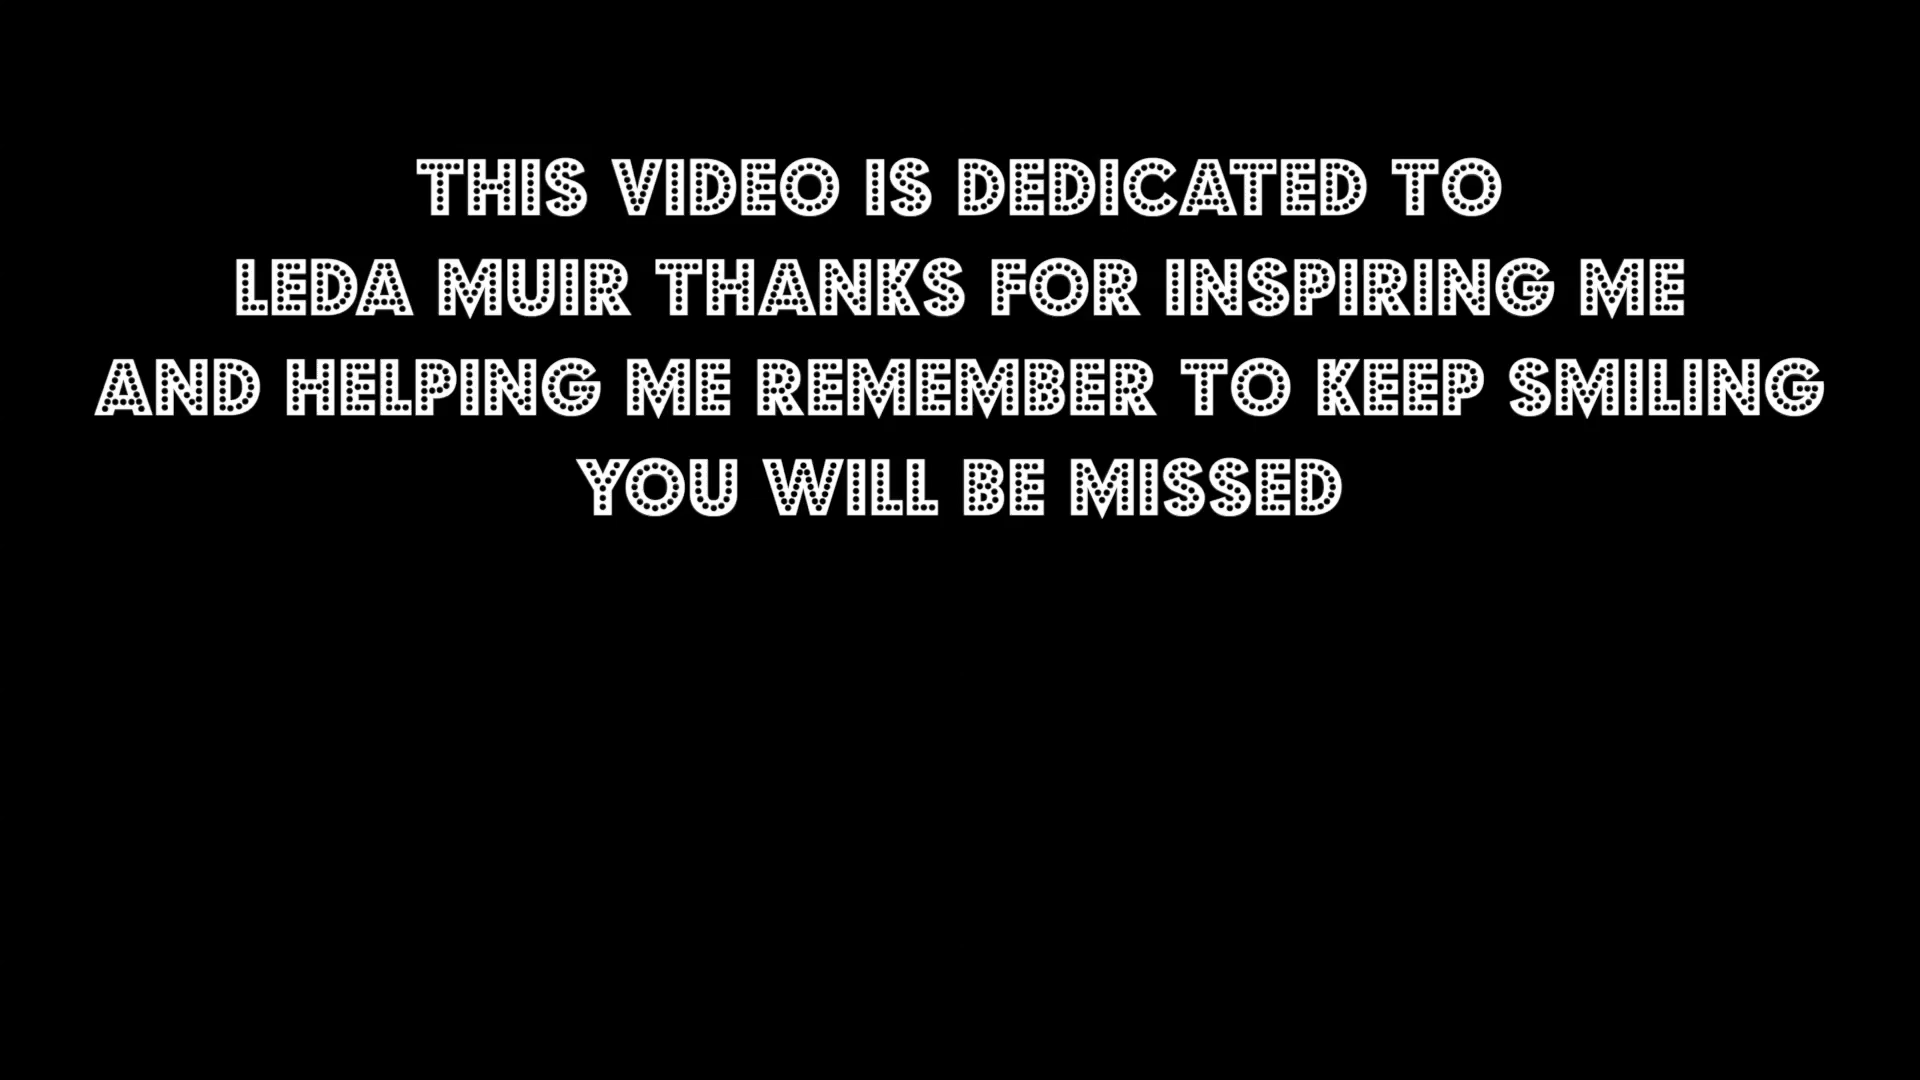 THIS VIDEO IS DEDICATED TO
LEDA MUIR THANKS FOR INSPIRING ME
AND HELPING ME REMEMBER TO KEEP SMILING
YOU WILL BE MISSED